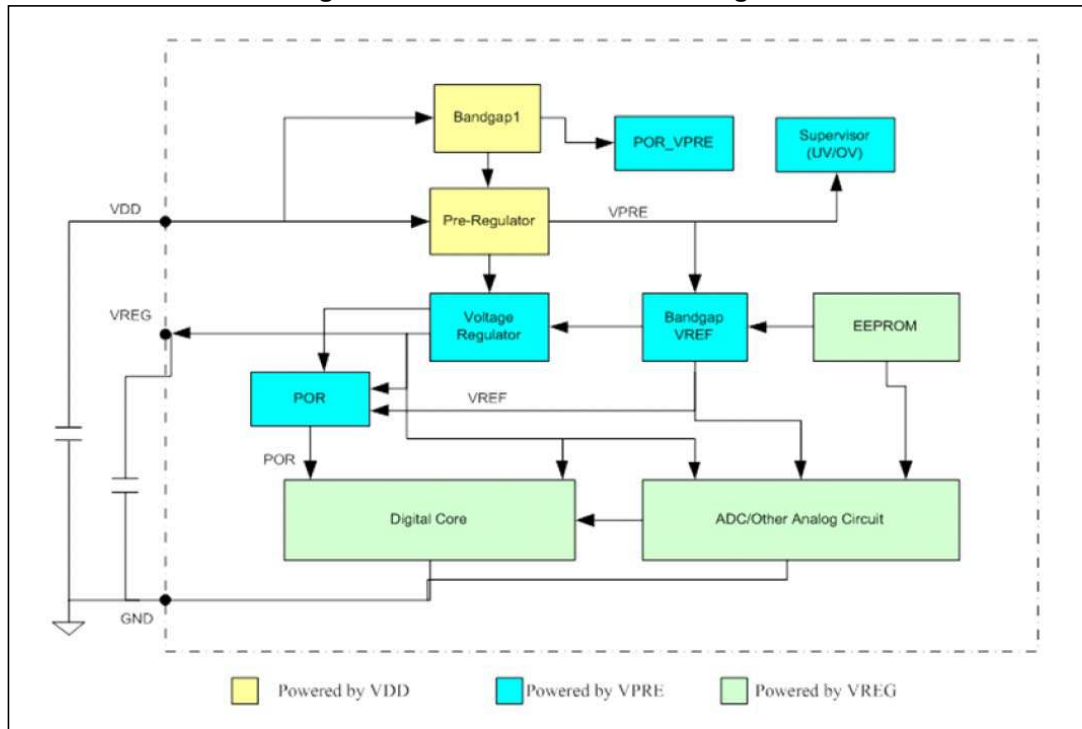 Bandgap1
POR_VPRE
Supervisor
(UV/OV)
VDD
Pre-Regulator
VPRE
VREG
Voltage
Regulator
Bandgap
VREF
EEPROM
POR
VREF
POR
Digital Core
ADC/Other Analog Circuit
GND
Powered by VDD
Powered by VPRE
Powered by VREG